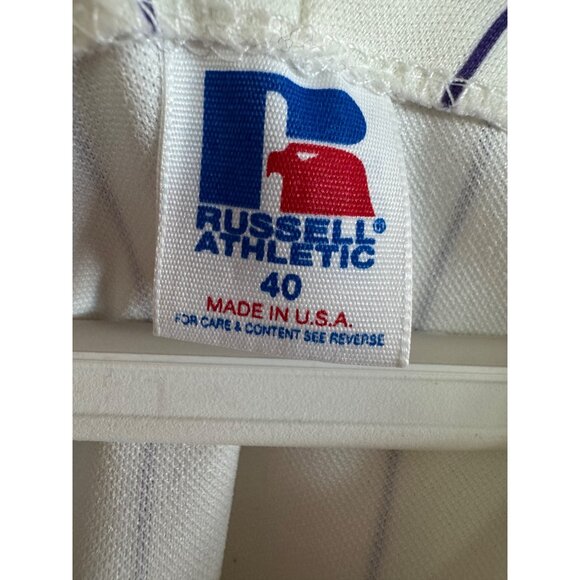 RUSSELL®
ATHLETIC
40
MADE IN U.S.A.
FOR CARE & CONTENT SEE REVERSE